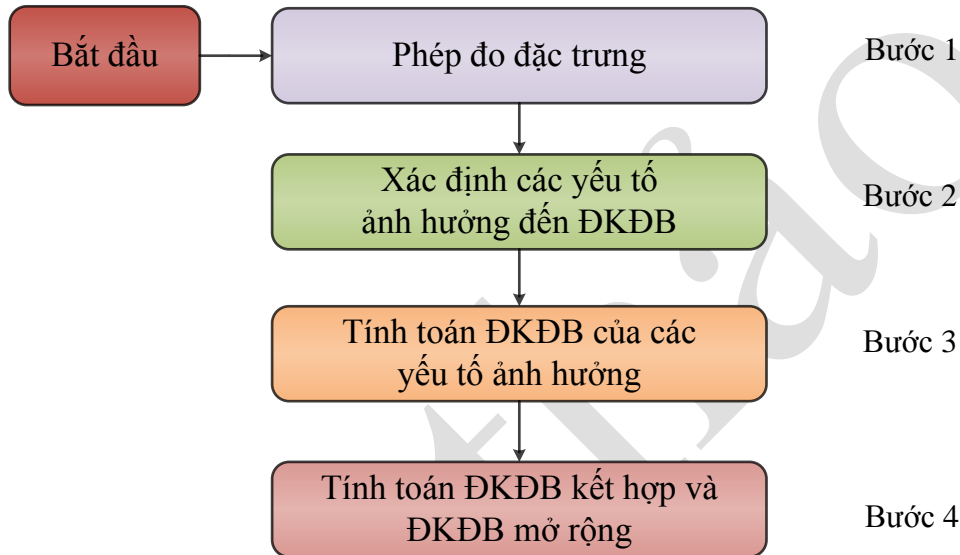 Bắt đầu
Phép đo đặc trưng
Bước 1
Xác định các yếu tố
ảnh hưởng đến ĐKĐB
Bước 2
Tính toán ĐKĐB của các
yếu tố ảnh hưởng
Bước 3
Tính toán ĐKĐB kết hợp và
ĐKĐB mở rộng
Bước 4